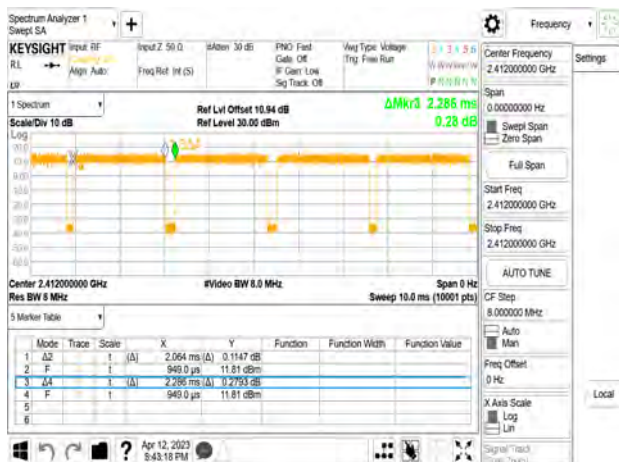 Spectrum Analyzer 1
Swept SA
+
Frequency
KEYSIGHT
RL
Input: RF
Align: Auto
Input Z: 50 Ω
Freq Ref: Int (S)
#Atten: 30 dB
PNO: Fast
Gate: Off
IF Gain: Low
Sig Track: Off
Avg Type: Voltage
Trig: Free Run
1 Spectrum
Scale/Div 10 dB
Ref Lvl Offset 10.94 dB
Ref Level 30.00 dBm
ΔMkr3 2.286 ms
0.28 dB
Log
Center 2.412000000 GHz
Res BW 8 MHz
#Video BW 8.0 MHz
Span 0 Hz
Sweep 10.0 ms (10001 pts)
5 Marker Table
Mode Trace Scale X Y Function Function Width Function Value
1 Δ2 t (Δ) 2.064 ms (Δ) 0.1147 dB
2 F t 949.0 µs 11.81 dBm
3 Δ4 t (Δ) 2.286 ms (Δ) 0.2793 dB
4 F t 949.0 µs 11.81 dBm
5
6
?
Apr 12, 2023
Center Frequency
2.412000000 GHz
Settings
Span
0.00000000 Hz
Swept Span
Zero Span
Full Span
Start Freq
2.412000000 GHz
Stop Freq
2.412000000 GHz
AUTO TUNE
CF Step
8.000000 MHz
Auto
Man
Freq Offset
0 Hz
X Axis Scale
Log
Lin
Local
Signal Track